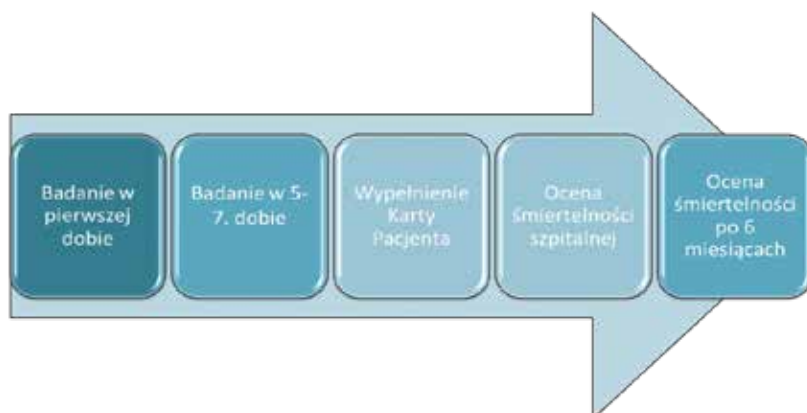 Badanie w
pierwszej
dobie
Badanie w 5-
7. dobie
Wypełnienie
Karty
Pacjenta
Ocena
śmiertelności
szpitalnej
Ocena
śmiertelności
po 6
miesiącach